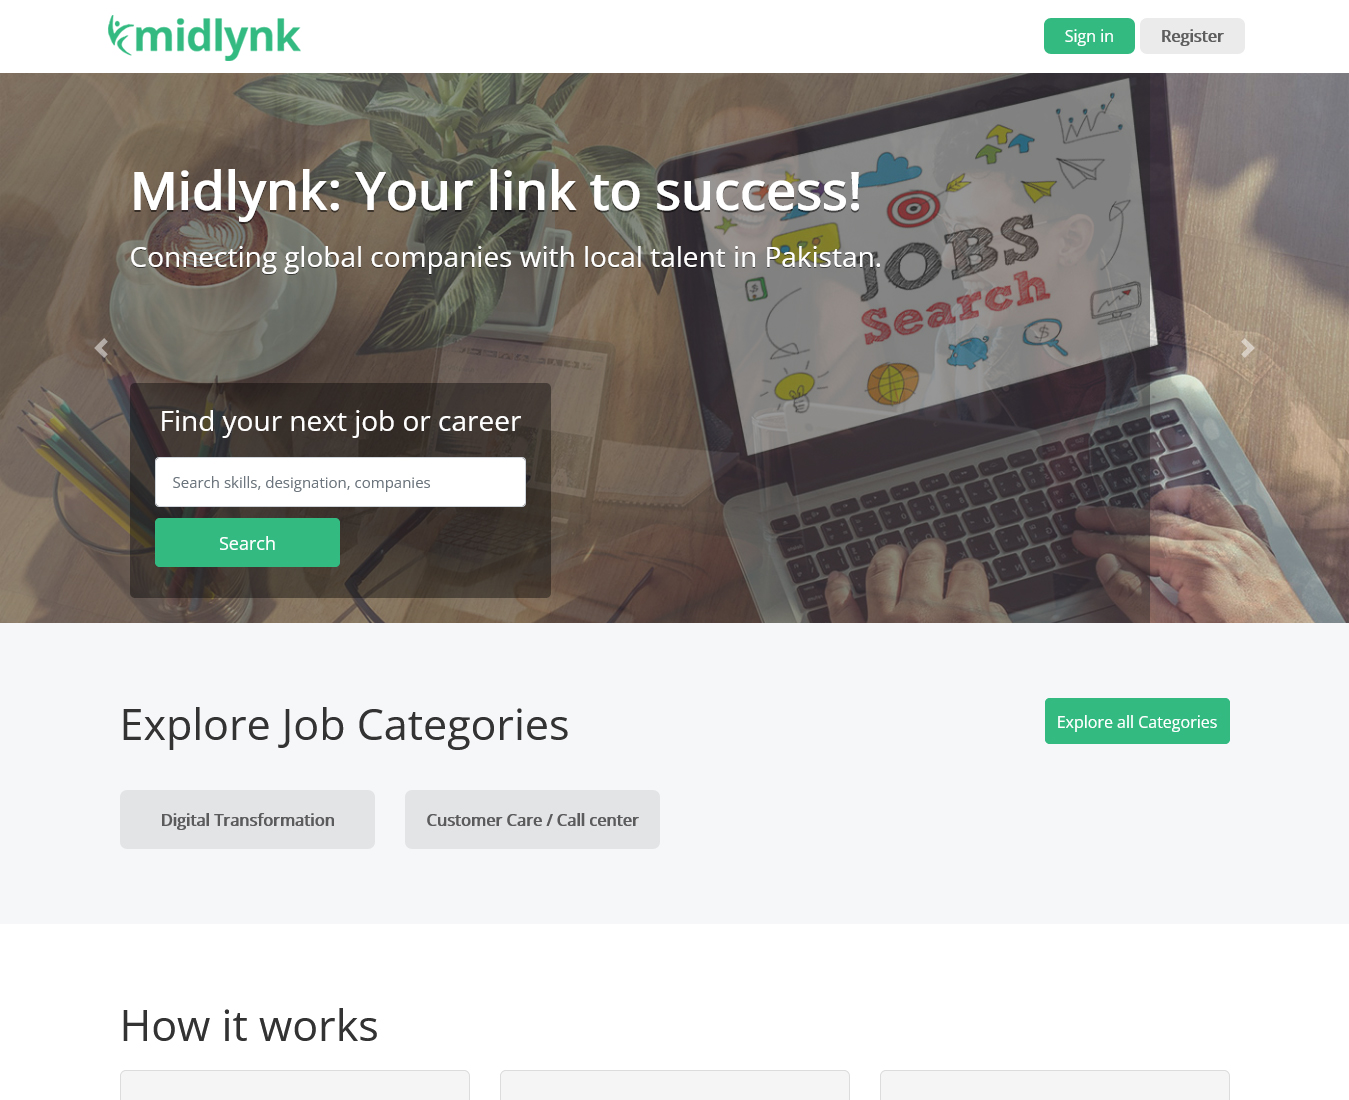 midlynk
Sign in
Register
Midlynk: Your link to success!
Connecting global companies with local talent in Pakistan.
JOBS
Search
Find your next job or career
Search skills, designation, companies
Search
Explore Job Categories
Explore all Categories
Digital Transformation
Customer Care / Call center
How it works